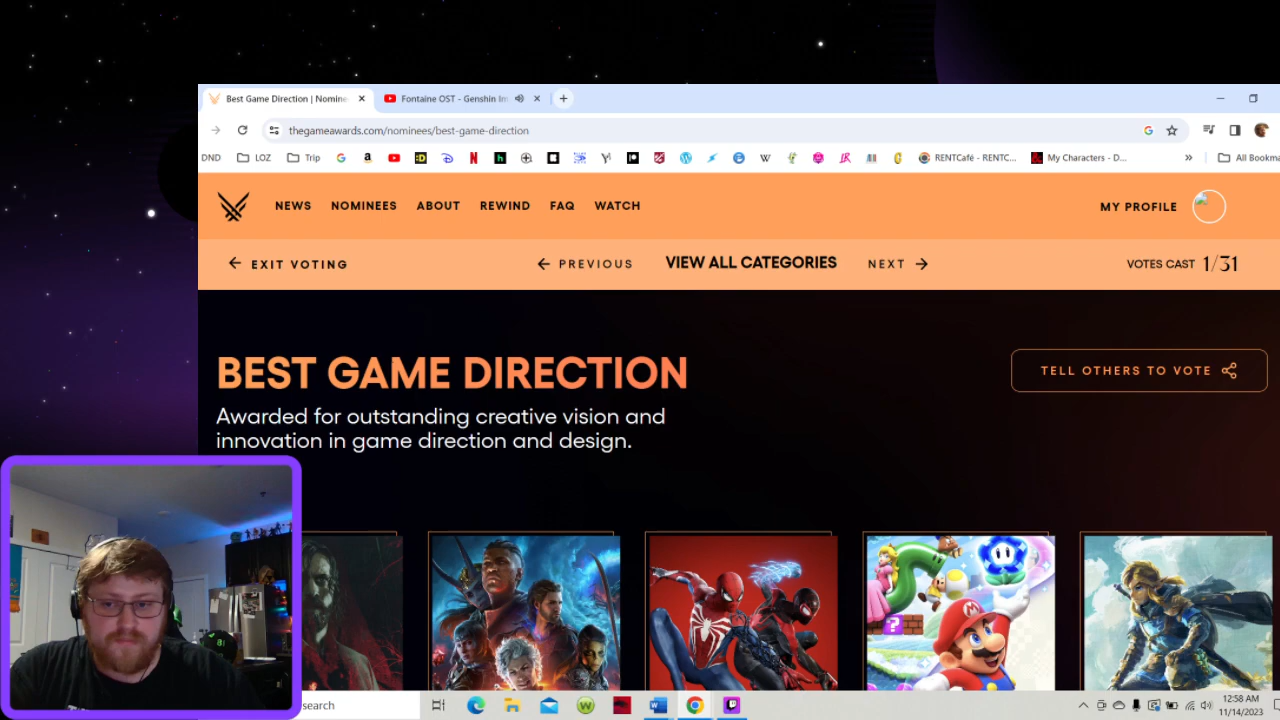 Best Game Direction | Nomine
Fontaine OST - Genshin Im
thegameawards.com/nominees/best-game-direction
DND
LOZ
Trip
RENTCafé - RENTC...
My Characters - D...
All Bookma
NEWS
NOMINEES
ABOUT
REWIND
FAQ
WATCH
MY PROFILE
EXIT VOTING
PREVIOUS
VIEW ALL CATEGORIES
NEXT
VOTES CAST 1/31
BEST GAME DIRECTION
TELL OTHERS TO VOTE
Awarded for outstanding creative vision and
innovation in game direction and design.
search
12:58 AM
11/14/2023